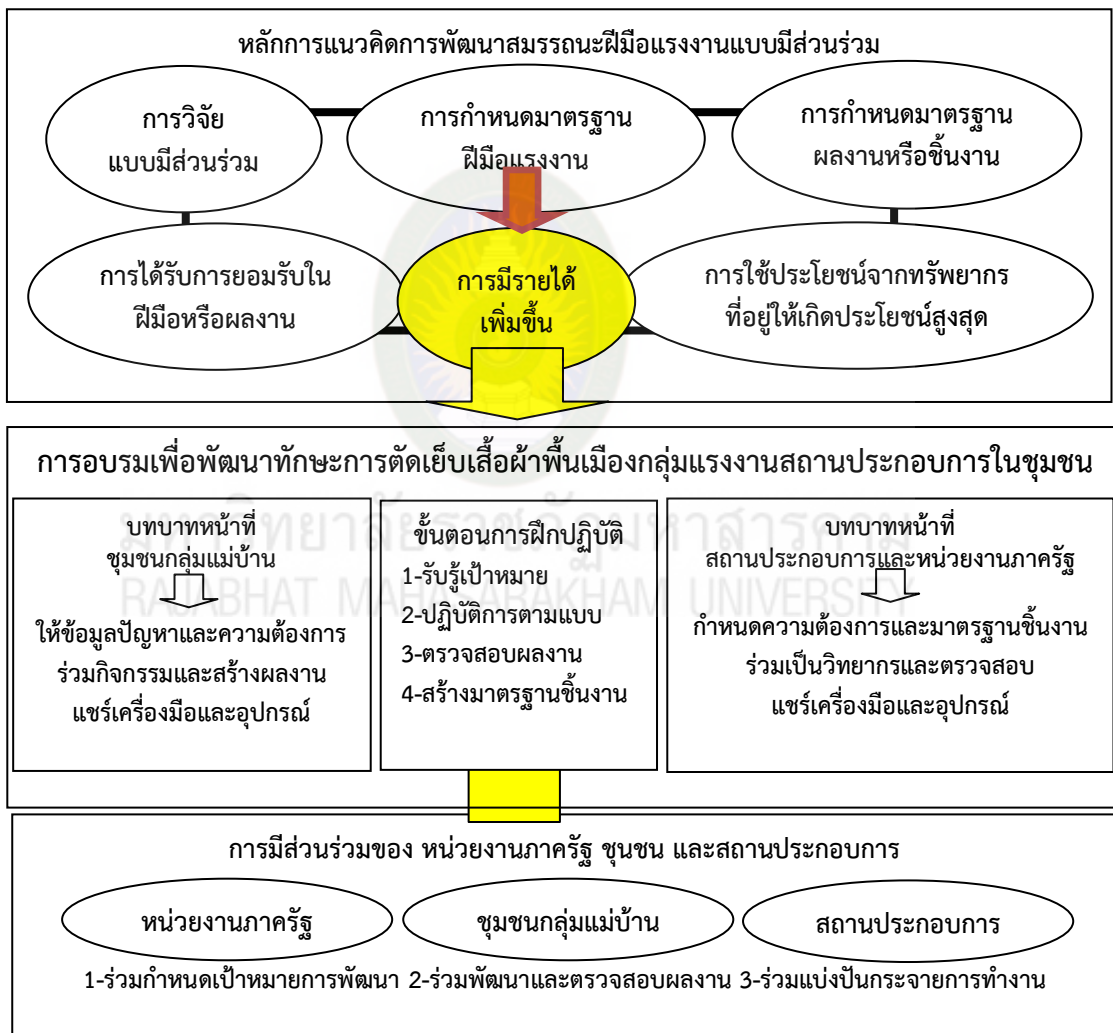 หลักการแนวคิดการพัฒนาสมรรถนะฝีมือแรงงานแบบมีส่วนร่วม
การวิจัย
แบบมีส่วนร่วม
การกำหนดมาตรฐาน
ฝีมือแรงงาน
การกำหนดมาตรฐาน
ผลงานหรือชิ้นงาน
การได้รับการยอมรับใน
ฝีมือหรือผลงาน
การมีรายได้
เพิ่มขึ้น
การใช้ประโยชน์จากทรัพยากร
ที่อยู่ให้เกิดประโยชน์สูงสุด
การอบรมเพื่อพัฒนาทักษะการตัดเย็บเสื้อผ้าพื้นเมืองกลุ่มแรงงานสถานประกอบการในชุมชน
บทบาทหน้าที่
ชุมชนกลุ่มแม่บ้าน
ให้ข้อมูลปัญหาและความต้องการ
ร่วมกิจกรรมและสร้างผลงาน
แชร์เครื่องมือและอุปกรณ์
ขั้นตอนการฝึกปฏิบัติ
1-รับรู้เป้าหมาย
2-ปฏิบัติการตามแบบ
3-ตรวจสอบผลงาน
4-สร้างมาตรฐานชิ้นงาน
บทบาทหน้าที่
สถานประกอบการและหน่วยงานภาครัฐ
กำหนดความต้องการและมาตรฐานชิ้นงาน
ร่วมเป็นวิทยากรและตรวจสอบ
แชร์เครื่องมือและอุปกรณ์
มหาวิทยาลัยราชภัฏมหาสารคาม
RAJABHAT MAHASARAKHAM UNIVERSITY
การมีส่วนร่วมของ หน่วยงานภาครัฐ ชุนชน และสถานประกอบการ
หน่วยงานภาครัฐ
ชุมชนกลุ่มแม่บ้าน
สถานประกอบการ
1-ร่วมกำหนดเป้าหมายการพัฒนา 2-ร่วมพัฒนาและตรวจสอบผลงาน 3-ร่วมแบ่งปันกระจายการทำงาน